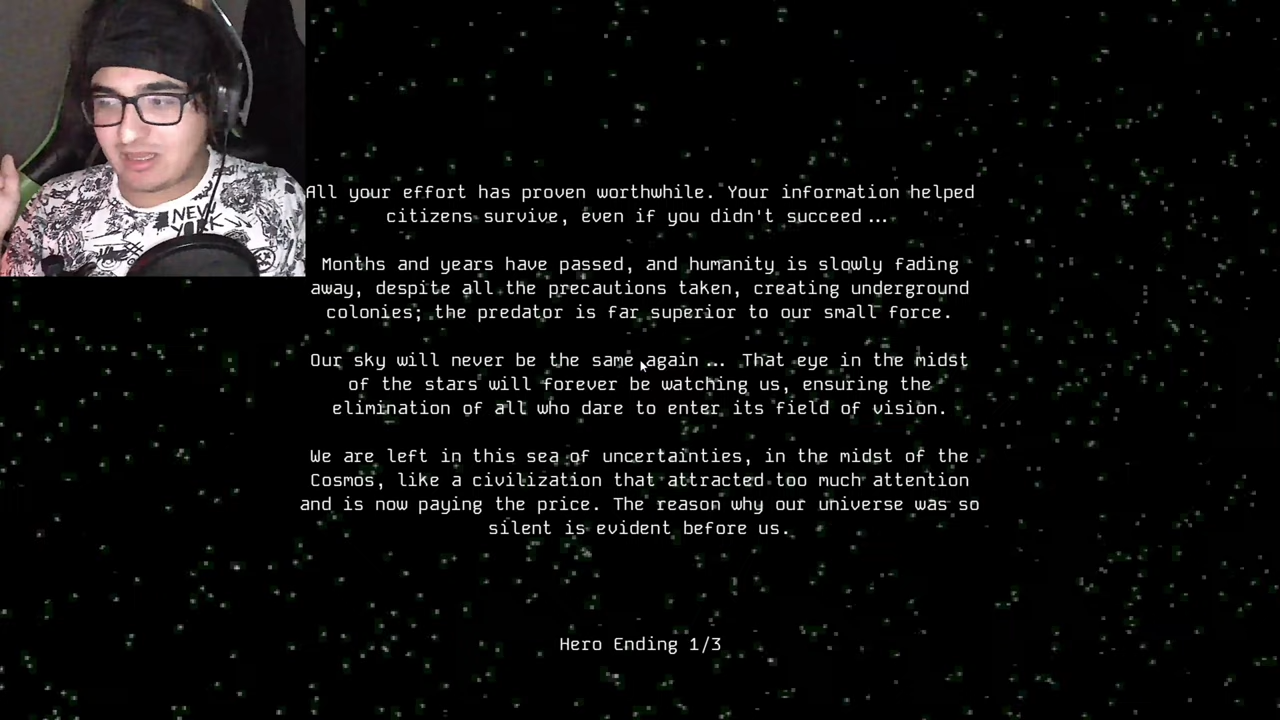 NEW
YORK
All your effort has proven worthwhile. Your information helped
citizens survive, even if you didn't succeed...
Months and years have passed, and humanity is slowly fading
away, despite all the precautions taken, creating underground
colonies; the predator is far superior to our small force.
Our sky will never be the same again... That eye in the midst
of the stars will forever be watching us, ensuring the
elimination of all who dare to enter its field of vision.
We are left in this sea of uncertainties, in the midst of the
Cosmos, like a civilization that attracted too much attention
and is now paying the price. The reason why our universe was so
silent is evident before us.
Hero Ending 1/3